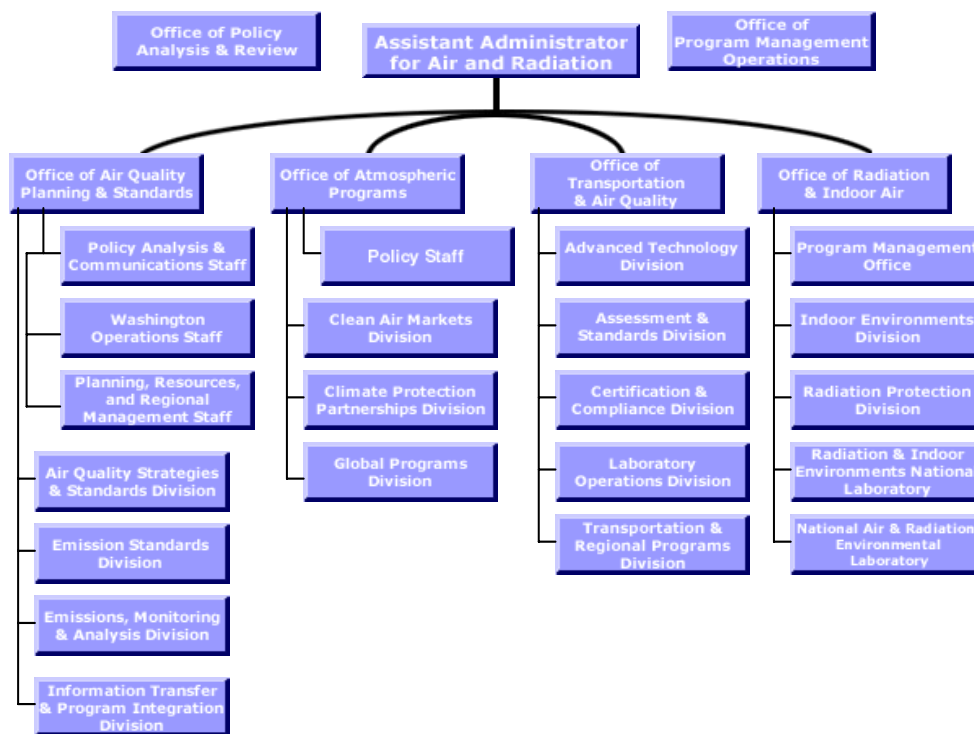 Office of Policy
Analysis & Review
Assistant Administrator
for Air and Radiation
Office of
Program Management
Operations
Office of Air Quality
Planning & Standards
Policy Analysis &
Communications Staff
Washington
Operations Staff
Planning, Resources,
and Regional
Management Staff
Air Quality Strategies
& Standards Division
Emission Standards
Division
Emissions, Monitoring
& Analysis Division
Information Transfer
& Program Integration
Division
Office of Atmospheric
Programs
Policy Staff
Clean Air Markets
Division
Climate Protection
Partnerships Division
Global Programs
Division
Office of
Transportation
& Air Quality
Advanced Technology
Division
Assessment &
Standards Division
Certification &
Compliance Division
Laboratory
Operations Division
Transportation &
Regional Programs
Division
Office of Radiation
& Indoor Air
Program Management
Office
Indoor Environments
Division
Radiation Protection
Division
Radiation & Indoor
Environments National
Laboratory
National Air & Radiation
Environmental
Laboratory